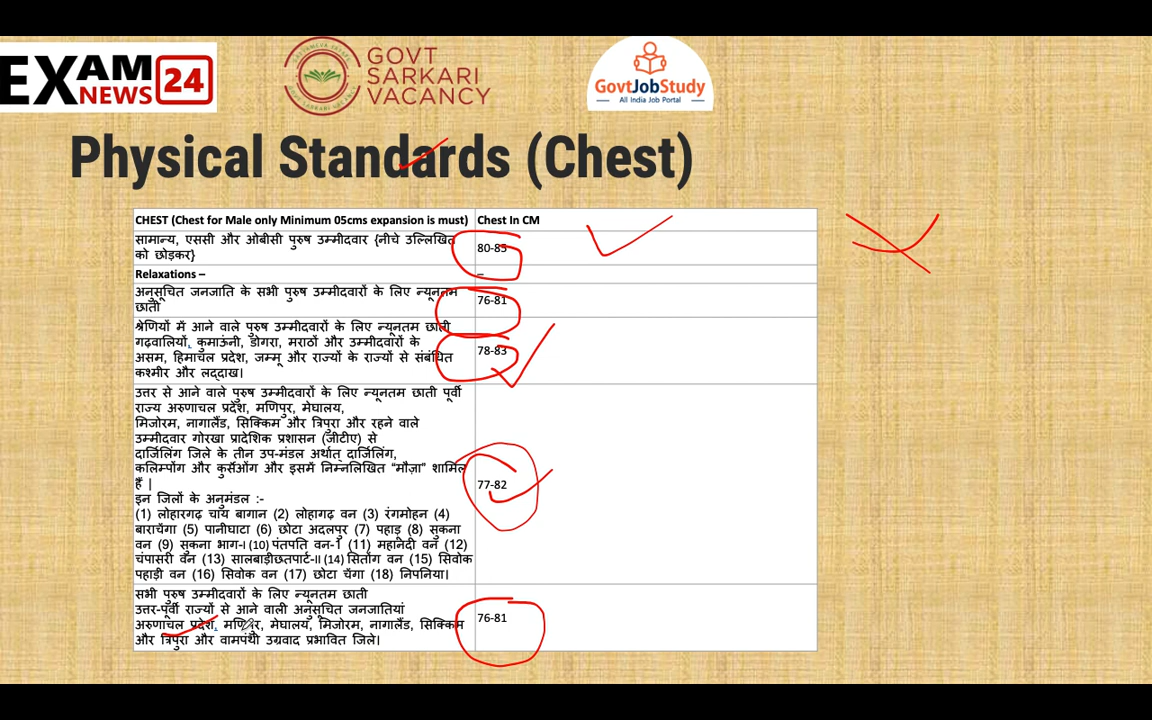 EXAM NEWS 24
GOVT
SARKARI
VACANCY
GovtJobStudy
All India Job Portal
Physical Standards (Chest)
CHEST (Chest for Male only Minimum 05cms expansion is must) Chest In CM
सामान्य, एससी और ओबीसी पुरुष उम्मीदवार {नीचे उल्लिखित
को छोड़कर}
80-85
Relaxations –
–
अनुसूचित जनजाति के सभी पुरुष उम्मीदवारों के लिए न्यूनतम
छाती
76-81
श्रेणियों में आने वाले पुरुष उम्मीदवारों के लिए न्यूनतम छाती
गढ़वालियों, कुमाऊंनी, डोगरा, मराठों और उम्मीदवारों के
असम, हिमाचल प्रदेश, जम्मू और राज्यों के राज्यों से संबंधित
कश्मीर और लद्दाख।
78-83
उत्तर से आने वाले पुरुष उम्मीदवारों के लिए न्यूनतम छाती पूर्वी
राज्य अरुणाचल प्रदेश, मणिपुर, मेघालय,
मिजोरम, नागालैंड, सिक्किम और त्रिपुरा और रहने वाले
उम्मीदवार गोरखा प्रादेशिक प्रशासन (जीटीए) से
दार्जिलिंग जिले के तीन उप-मंडल अर्थात् दार्जिलिंग,
कलिम्पोंग और कुर्सेओंग और इसमें निम्नलिखित "मौज़ा" शामिल
हैं |
इन जिलों के अनुमंडल :-
(1) लोहारगढ़ चाय बागान (2) लोहागढ़ वन (3) रंगमोहन (4)
बाराचेंगा (5) पानीघाटा (6) छोटा अदलपुर (7) पहाड़ू (8) सुकना
वन (9) सुकना भाग-I (10) पंतपति वन-1 (11) महानदी वन (12)
चंपासरी वन (13) सालबाड़ीछतपार्ट-II (14) सितोंग वन (15) सिवोक
पहाड़ी वन (16) सिवोक वन (17) छोटा चेंगा (18) निपनिया।
77-82
सभी पुरुष उम्मीदवारों के लिए न्यूनतम छाती
उत्तर-पूर्वी राज्यों से आने वाली अनुसूचित जनजातियां
अरुणाचल प्रदेश, मणिपुर, मेघालय, मिजोरम, नागालैंड, सिक्किम
और त्रिपुरा और वामपंथी उग्रवाद प्रभावित जिले।
76-81